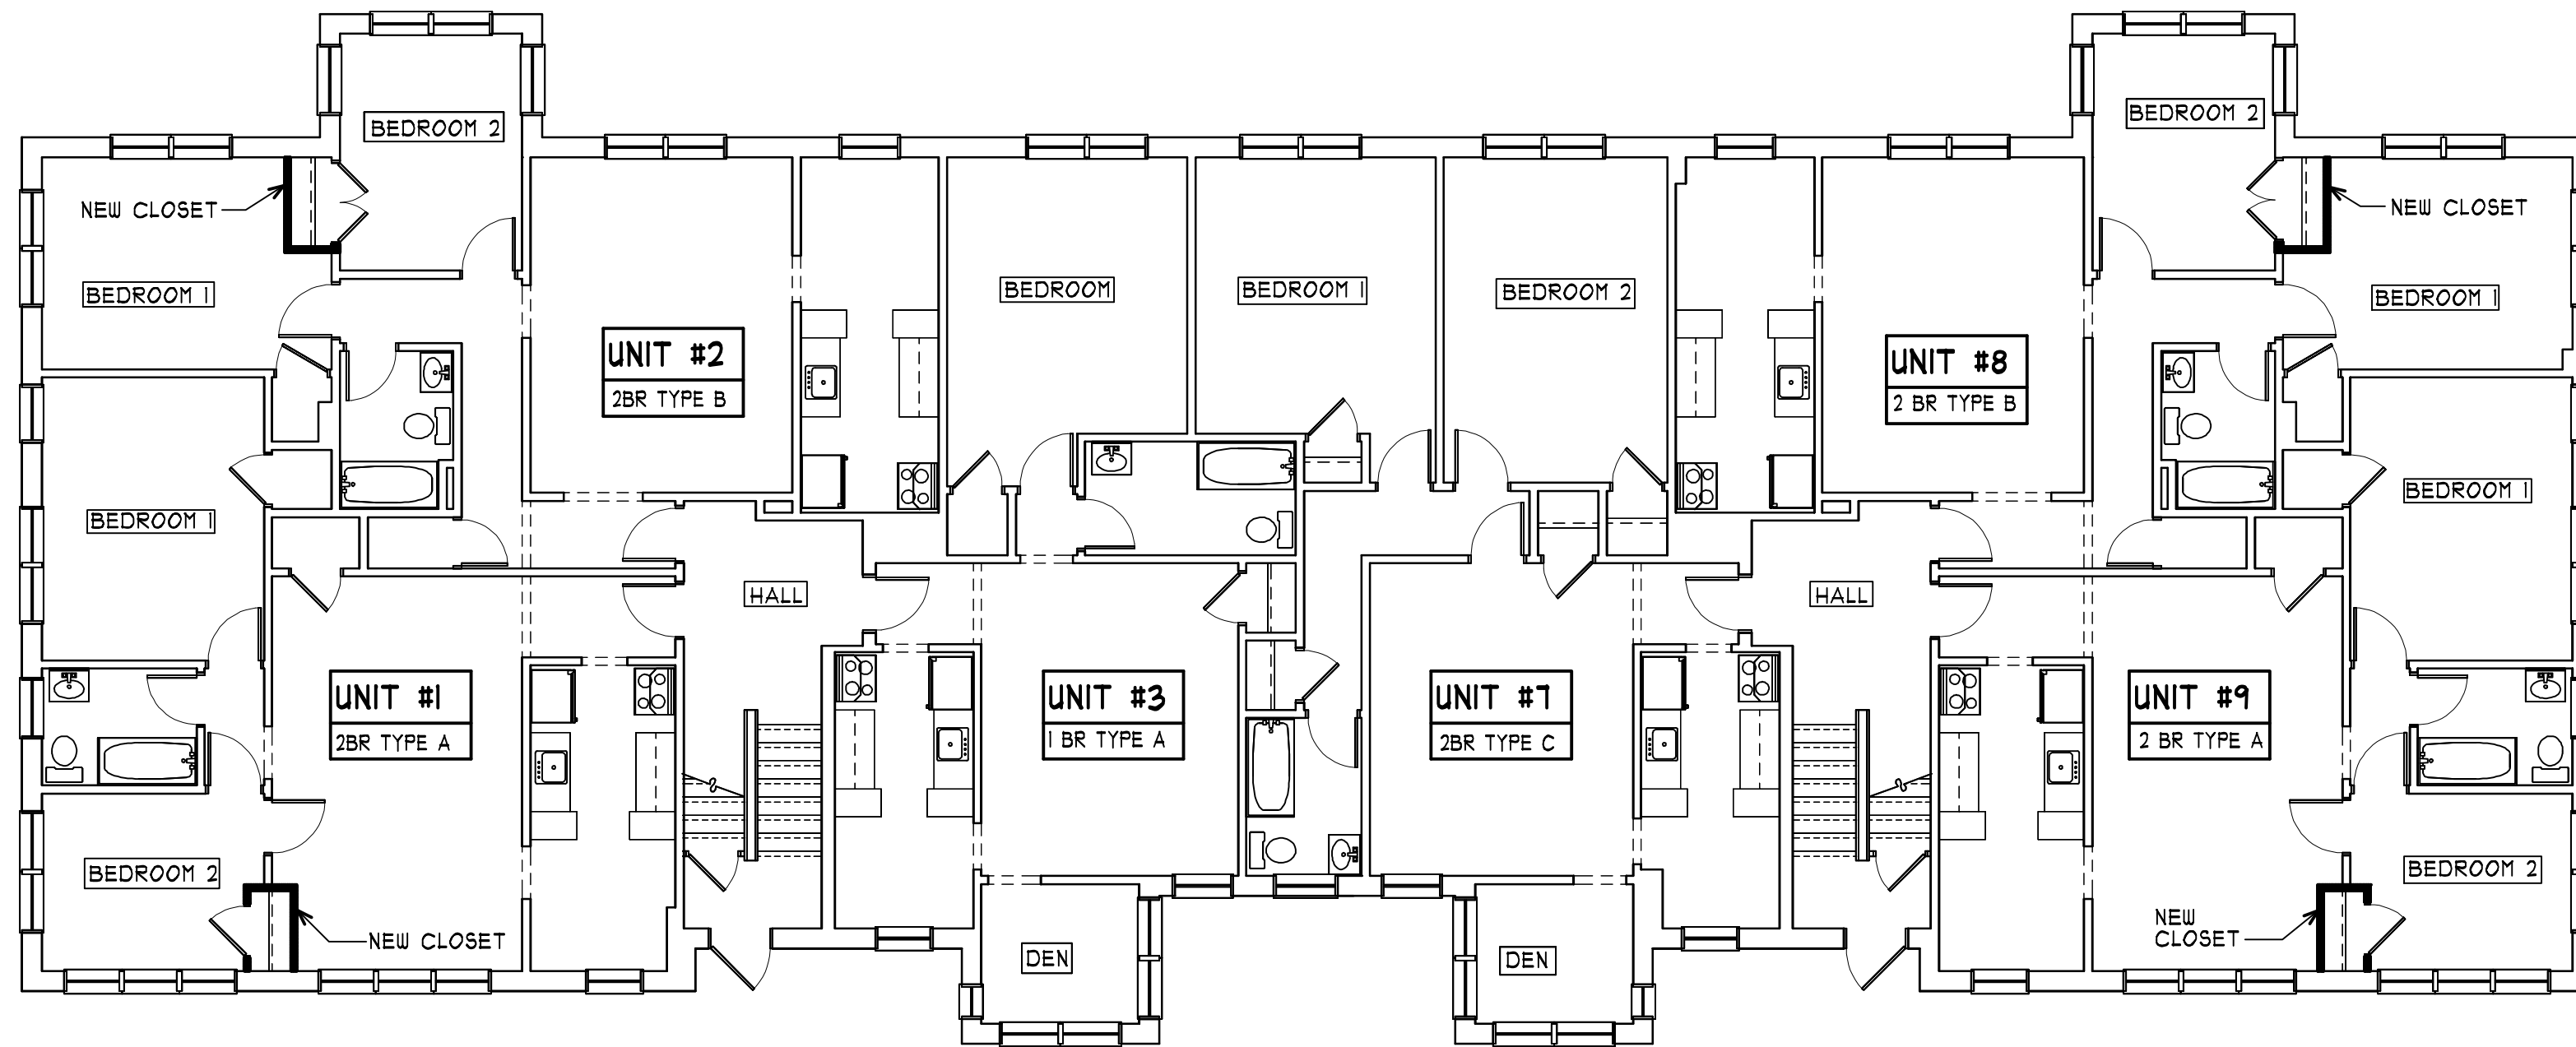 BEDROOM 2
BEDROOM 2
NEW CLOSET
NEW CLOSET
BEDROOM 1
BEDROOM
BEDROOM 1
BEDROOM 2
BEDROOM 1
UNIT #2
2BR TYPE B
UNIT #8
2 BR TYPE B
BEDROOM 1
BEDROOM 1
HALL
HALL
UNIT #1
2BR TYPE A
UNIT #3
1 BR TYPE A
UNIT #7
2BR TYPE C
UNIT #9
2 BR TYPE A
BEDROOM 2
BEDROOM 2
NEW CLOSET
NEW
CLOSET
DEN
DEN